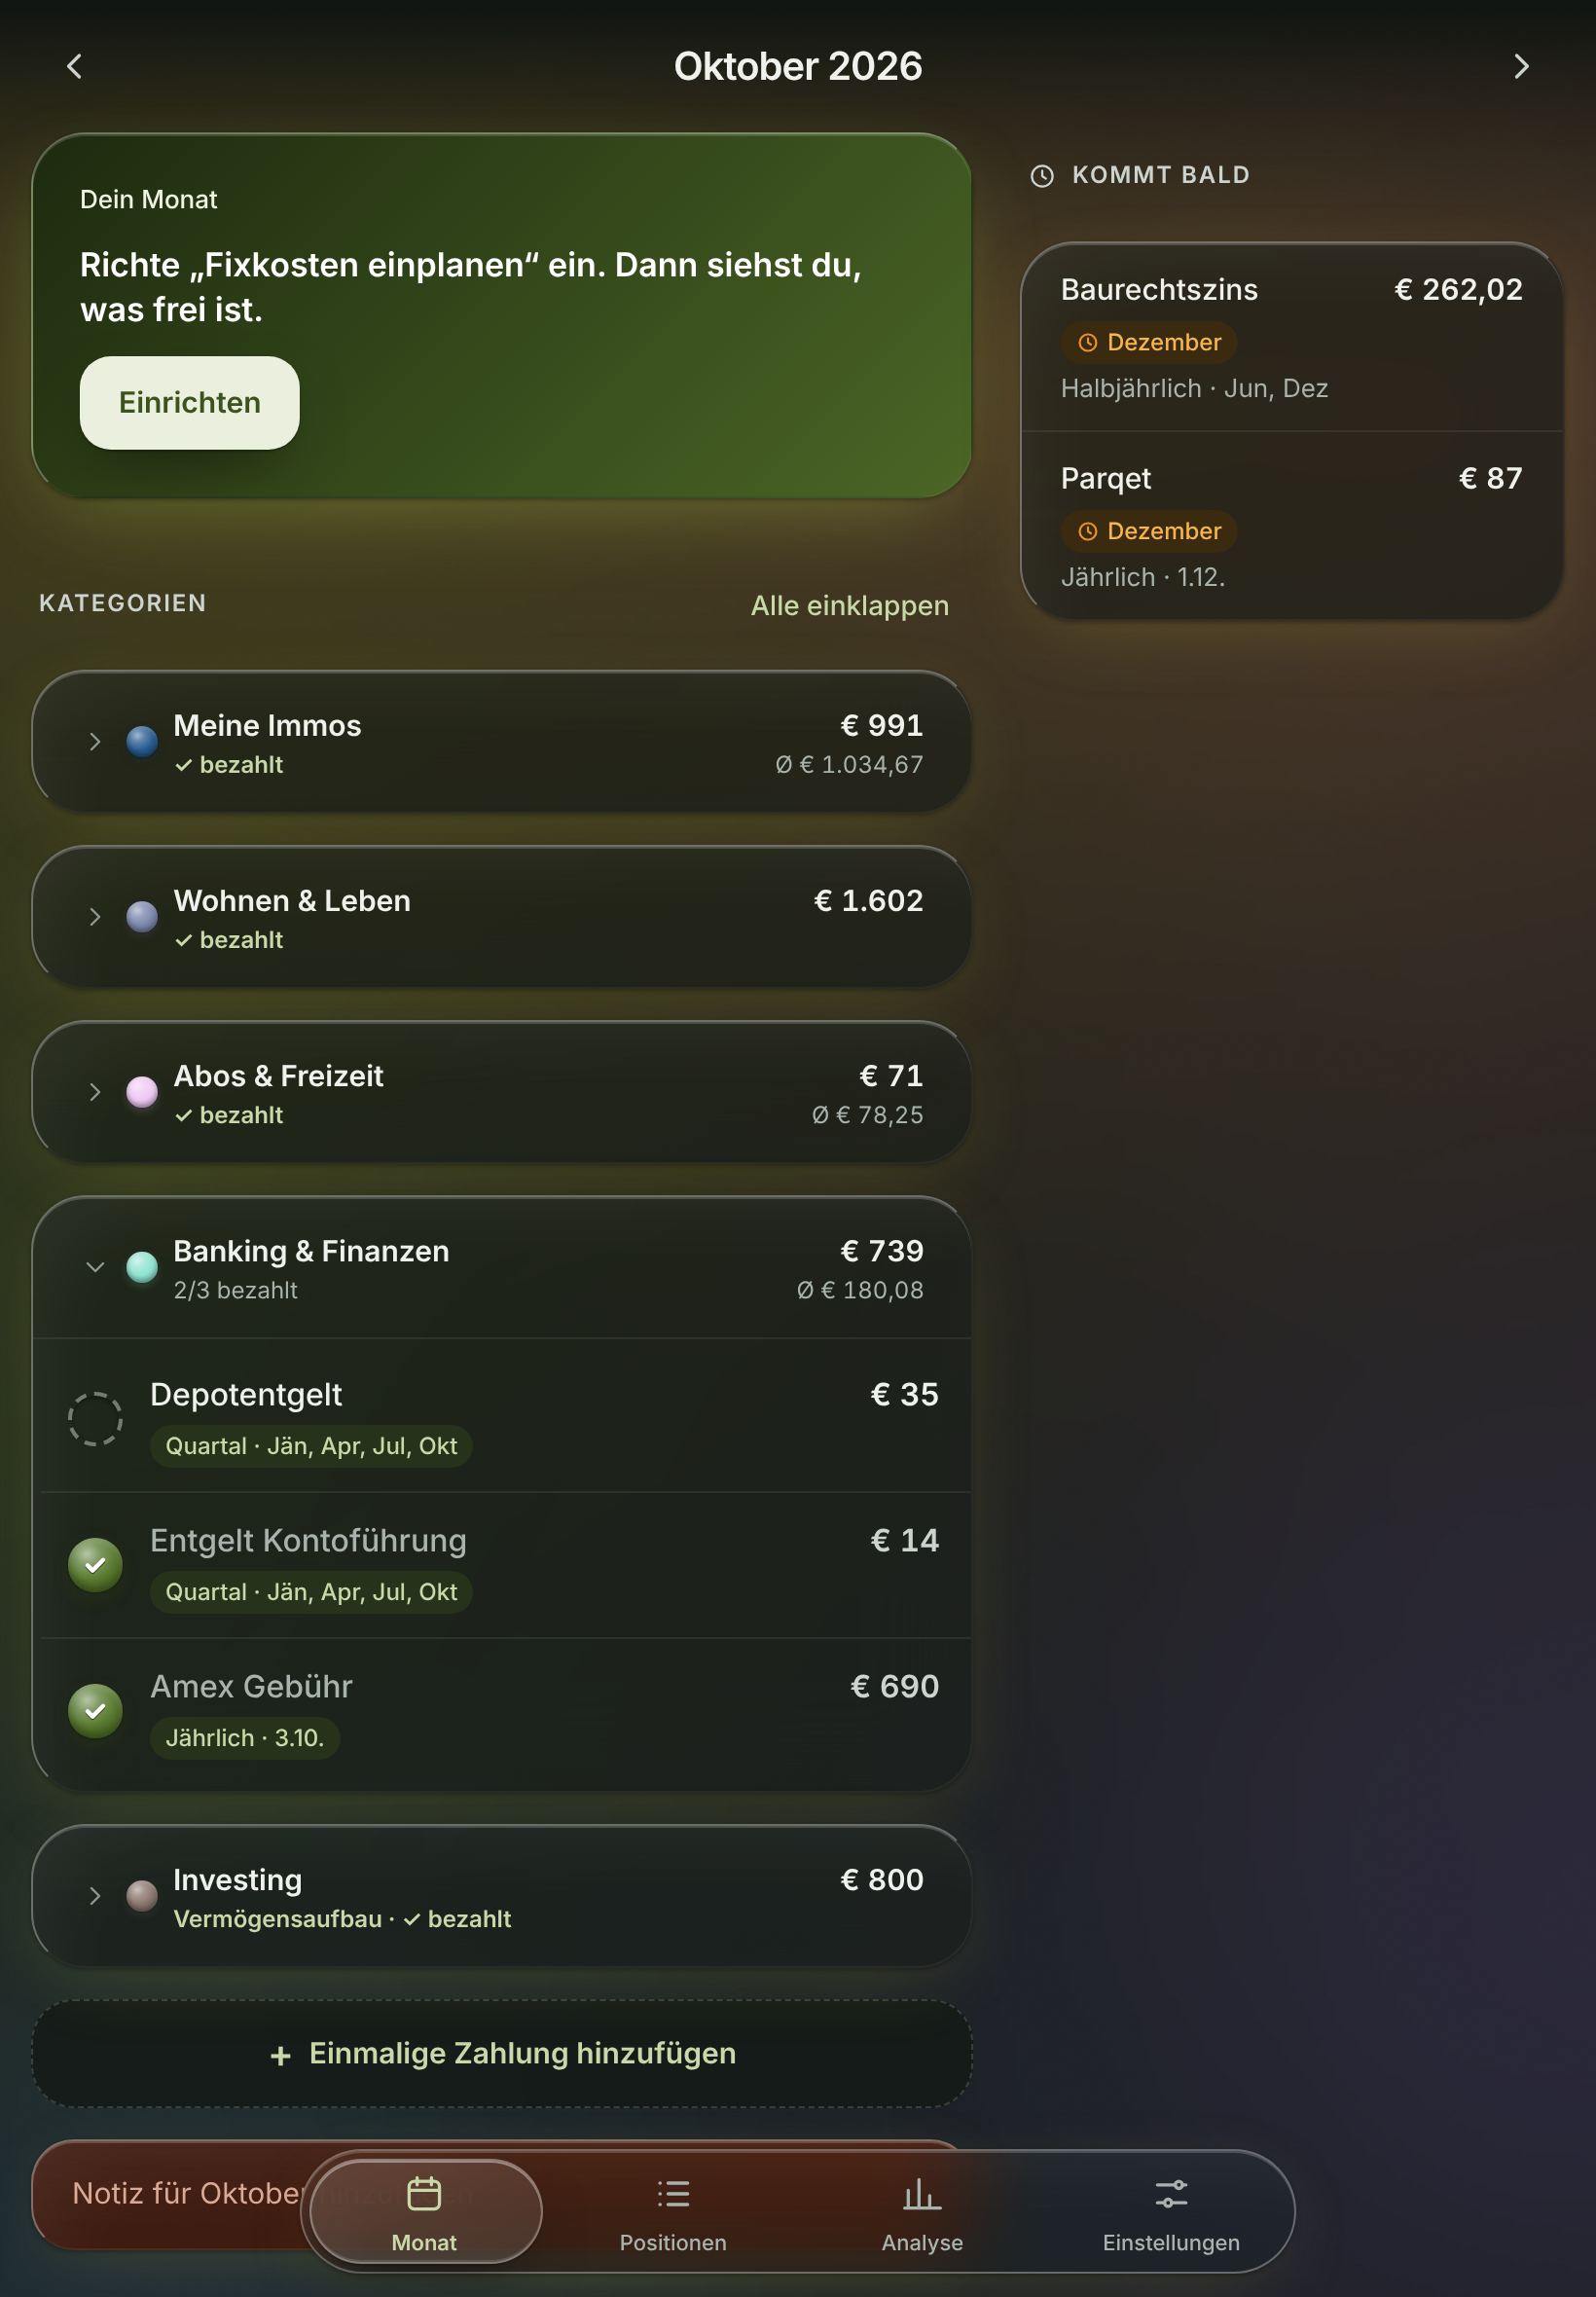 Oktober 2026
Dein Monat
Richte „Fixkosten einplanen“ ein. Dann siehst du,
was frei ist.
Einrichten
KATEGORIEN
Alle einklappen
Meine Immos
€ 991
✓ bezahlt
Ø € 1.034,67
Wohnen & Leben
€ 1.602
✓ bezahlt
Abos & Freizeit
€ 71
✓ bezahlt
Ø € 78,25
Banking & Finanzen
€ 739
2/3 bezahlt
Ø € 180,08
Depotentgelt
€ 35
Quartal · Jän, Apr, Jul, Okt
Entgelt Kontoführung
€ 14
Quartal · Jän, Apr, Jul, Okt
Amex Gebühr
€ 690
Jährlich · 3.10.
Investing
€ 800
Vermögensaufbau · ✓ bezahlt
+ Einmalige Zahlung hinzufügen
Notiz für Oktober
KOMMT BALD
Baurechtszins
€ 262,02
Dezember
Halbjährlich · Jun, Dez
Parqet
€ 87
Dezember
Jährlich · 1.12.
Monat
Positionen
Analyse
Einstellungen